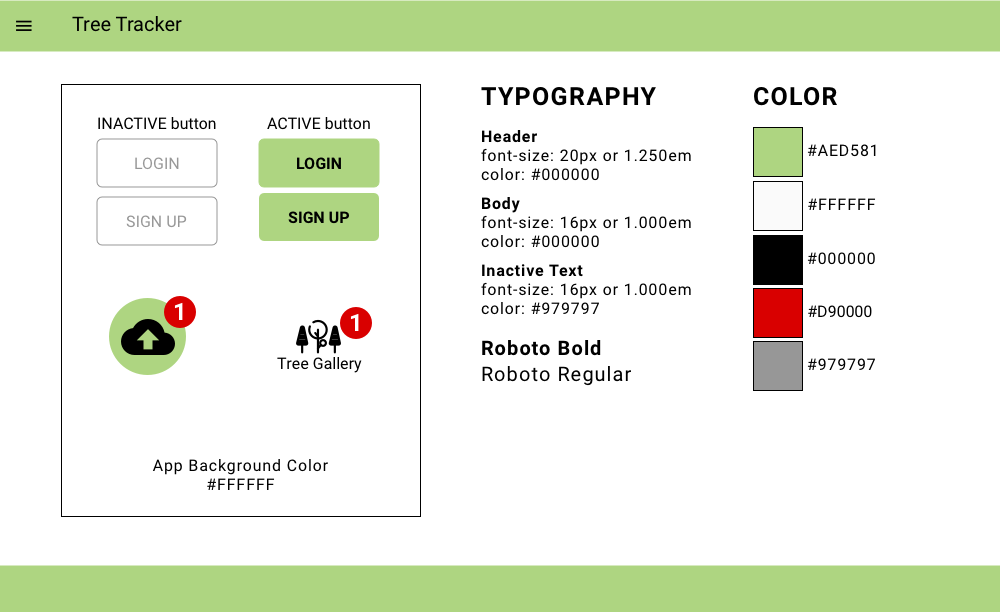 Tree Tracker
INACTIVE button
ACTIVE button
LOGIN
LOGIN
SIGN UP
SIGN UP
1
1
Tree Gallery
App Background Color
#FFFFFF
TYPOGRAPHY
Header
font-size: 20px or 1.250em
color: #000000
Body
font-size: 16px or 1.000em
color: #000000
Inactive Text
font-size: 16px or 1.000em
color: #979797
Roboto Bold
Roboto Regular
COLOR
#AED581
#FFFFFF
#000000
#D90000
#979797